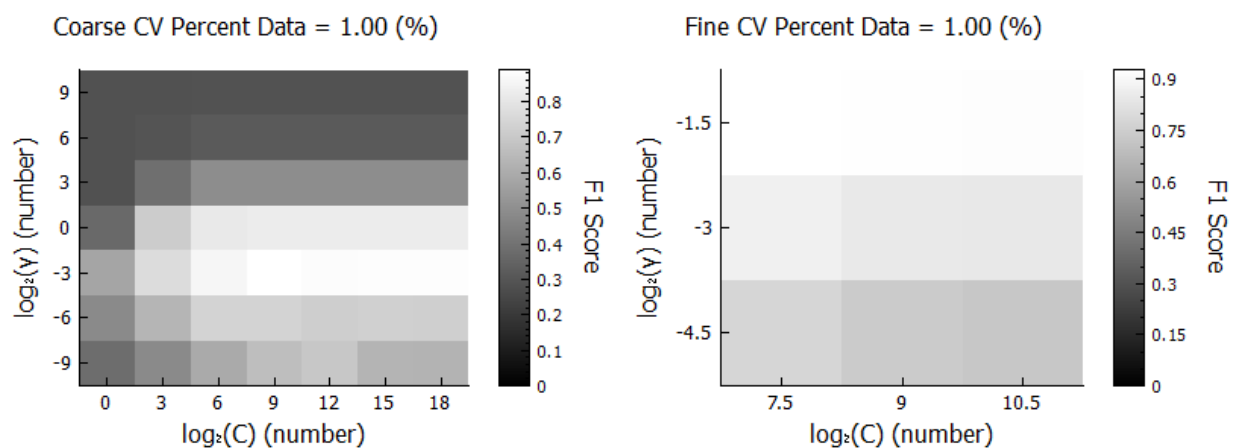 Coarse CV Percent Data = 1.00 (%)
9
6
3
0
-3
-6
-9
log₂(γ) (number)
0 3 6 9 12 15 18
log₂(C) (number)
0.8
0.7
0.6
0.5
0.4
0.3
0.2
0.1
0
F1 Score
Fine CV Percent Data = 1.00 (%)
-1.5
-3
-4.5
log₂(γ) (number)
7.5 9 10.5
log₂(C) (number)
0.9
0.75
0.6
0.45
0.3
0.15
0
F1 Score